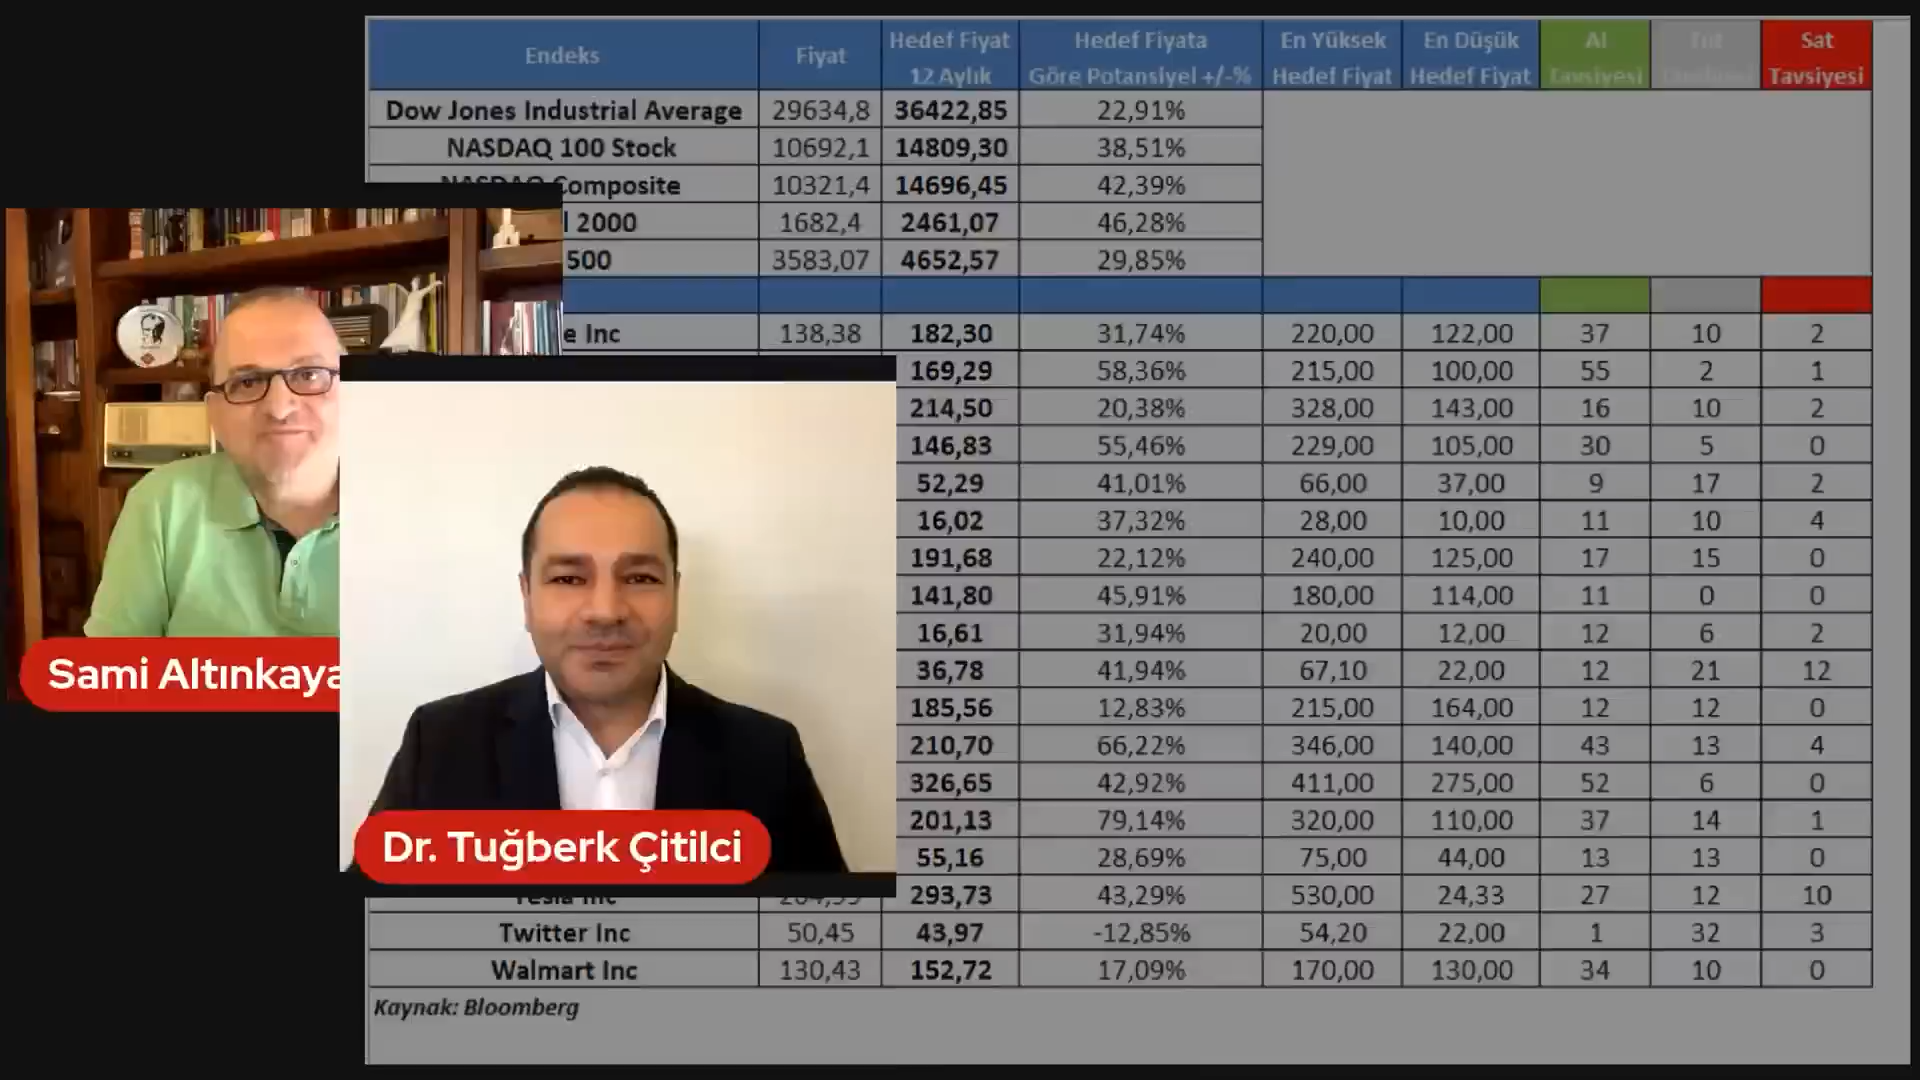 Endeks Fiyat Hedef Fiyat 12 Aylık Hedef Fiyata Göre Potansiyel +/-% En Yüksek Hedef Fiyat En Düşük Hedef Fiyat Al Tavsiyesi Tut Sat Tavsiyesi
Dow Jones Industrial Average 29634,8 36422,85 22,91%
NASDAQ 100 Stock 10692,1 14809,30 38,51%
NASDAQ Composite 10321,4 14696,45 42,39%
l 2000 1682,4 2461,07 46,28%
500 3583,07 4652,57 29,85%
e Inc 138,38 182,30 31,74% 220,00 122,00 37 10 2
169,29 58,36% 215,00 100,00 55 2 1
214,50 20,38% 328,00 143,00 16 10 2
146,83 55,46% 229,00 105,00 30 5 0
52,29 41,01% 66,00 37,00 9 17 2
16,02 37,32% 28,00 10,00 11 10 4
191,68 22,12% 240,00 125,00 17 15 0
141,80 45,91% 180,00 114,00 11 0 0
16,61 31,94% 20,00 12,00 12 6 2
36,78 41,94% 67,10 22,00 12 21 12
185,56 12,83% 215,00 164,00 12 12 0
210,70 66,22% 346,00 140,00 43 13 4
326,65 42,92% 411,00 275,00 52 6 0
201,13 79,14% 320,00 110,00 37 14 1
55,16 28,69% 75,00 44,00 13 13 0
Tesla Inc 293,73 43,29% 530,00 24,33 27 12 10
Twitter Inc 50,45 43,97 -12,85% 54,20 22,00 1 32 3
Walmart Inc 130,43 152,72 17,09% 170,00 130,00 34 10 0
Kaynak: Bloomberg
Sami Altınkaya
Dr. Tuğberk Çitilci